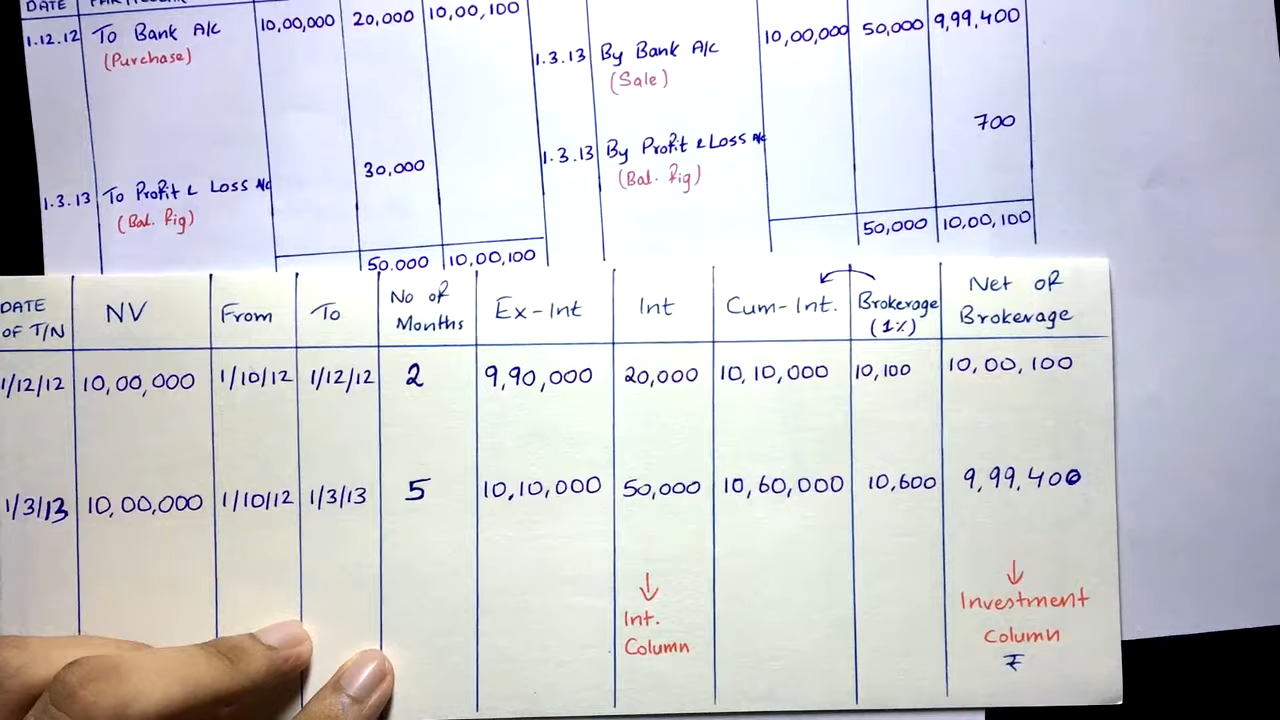 DATE
1.12.12 To Bank A/c 10,00,000 20,000 10,00,100
(Purchase)
1.3.13 To Profit & Loss A/c 30,000
(Bal. fig)
50.000 10,00,100
1.3.13 By Bank A/c 10,00,000 50,000 9,99,400
(Sale)
1.3.13 By Profit & Loss A/c 700
(Bal. fig)
50,000 10,00,100
DATE OF T/N NV From To No of Months Ex-Int Int Cum-Int. Brokerage (1%) Net of Brokerage
1/12/12 10,00,000 1/10/12 1/12/12 2 9,90,000 20,000 10,10,000 10,100 10,00,100
1/3/13 10,00,000 1/10/12 1/3/13 5 10,10,000 50,000 10,60,000 10,600 9,99,400
↓ ↓
Int. Column
Investment Column
₹